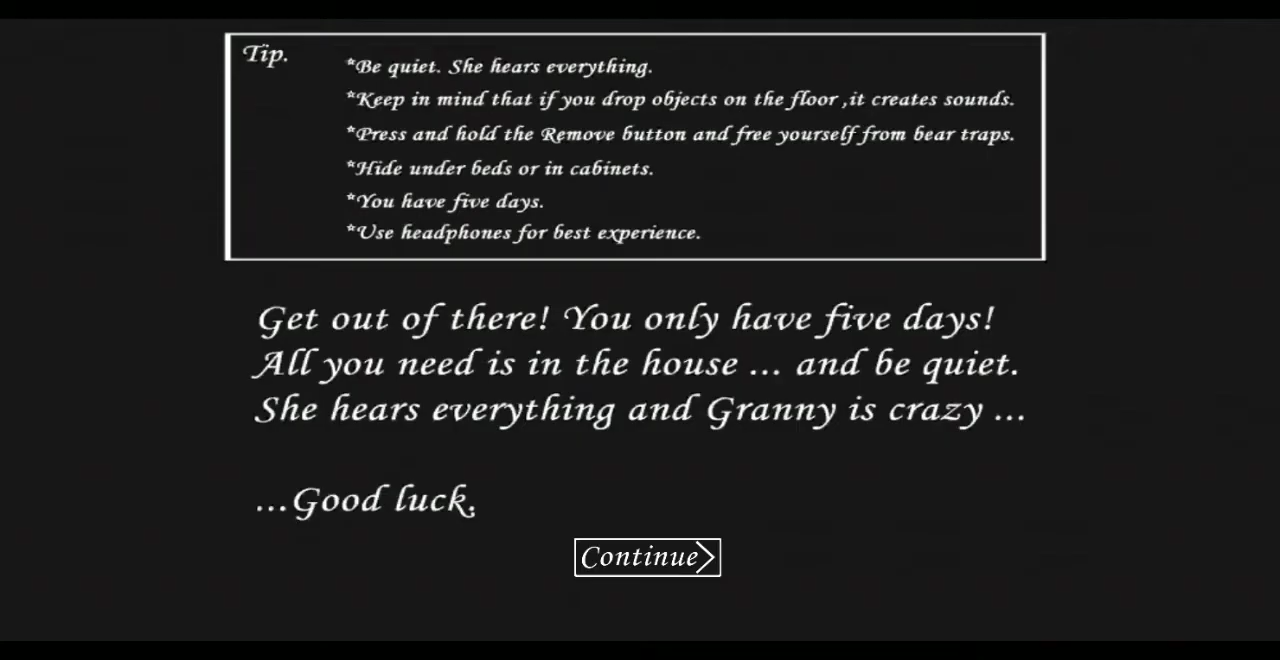 Tip.
*Be quiet. She hears everything.
*Keep in mind that if you drop objects on the floor ,it creates sounds.
*Press and hold the Remove button and free yourself from bear traps.
*Hide under beds or in cabinets.
*You have five days.
*Use headphones for best experience.
Get out of there! You only have five days!
All you need is in the house ... and be quiet.
She hears everything and Granny is crazy ...
...Good luck.
Continue>